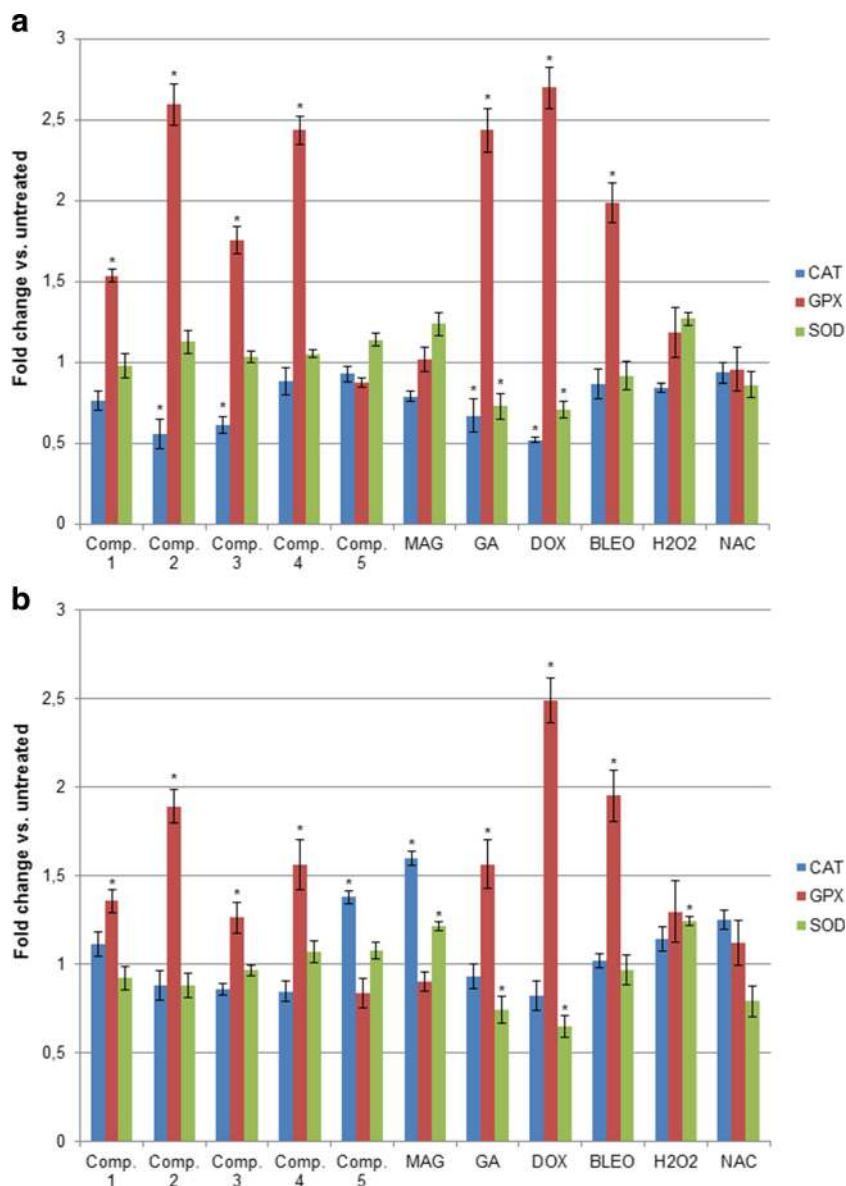 a
Fold change vs. untreated
3
2,5
2
1,5
1
0,5
0
*
*
*
*
*
*
*
*
*
*
*
*
*
Comp. 1
Comp. 2
Comp. 3
Comp. 4
Comp. 5
MAG
GA
DOX
BLEO
H2O2
NAC
CAT
GPX
SOD
b
Fold change vs. untreated
3
2,5
2
1,5
1
0,5
0
*
*
*
*
*
*
*
*
*
*
*
*
*
Comp. 1
Comp. 2
Comp. 3
Comp. 4
Comp. 5
MAG
GA
DOX
BLEO
H2O2
NAC
CAT
GPX
SOD